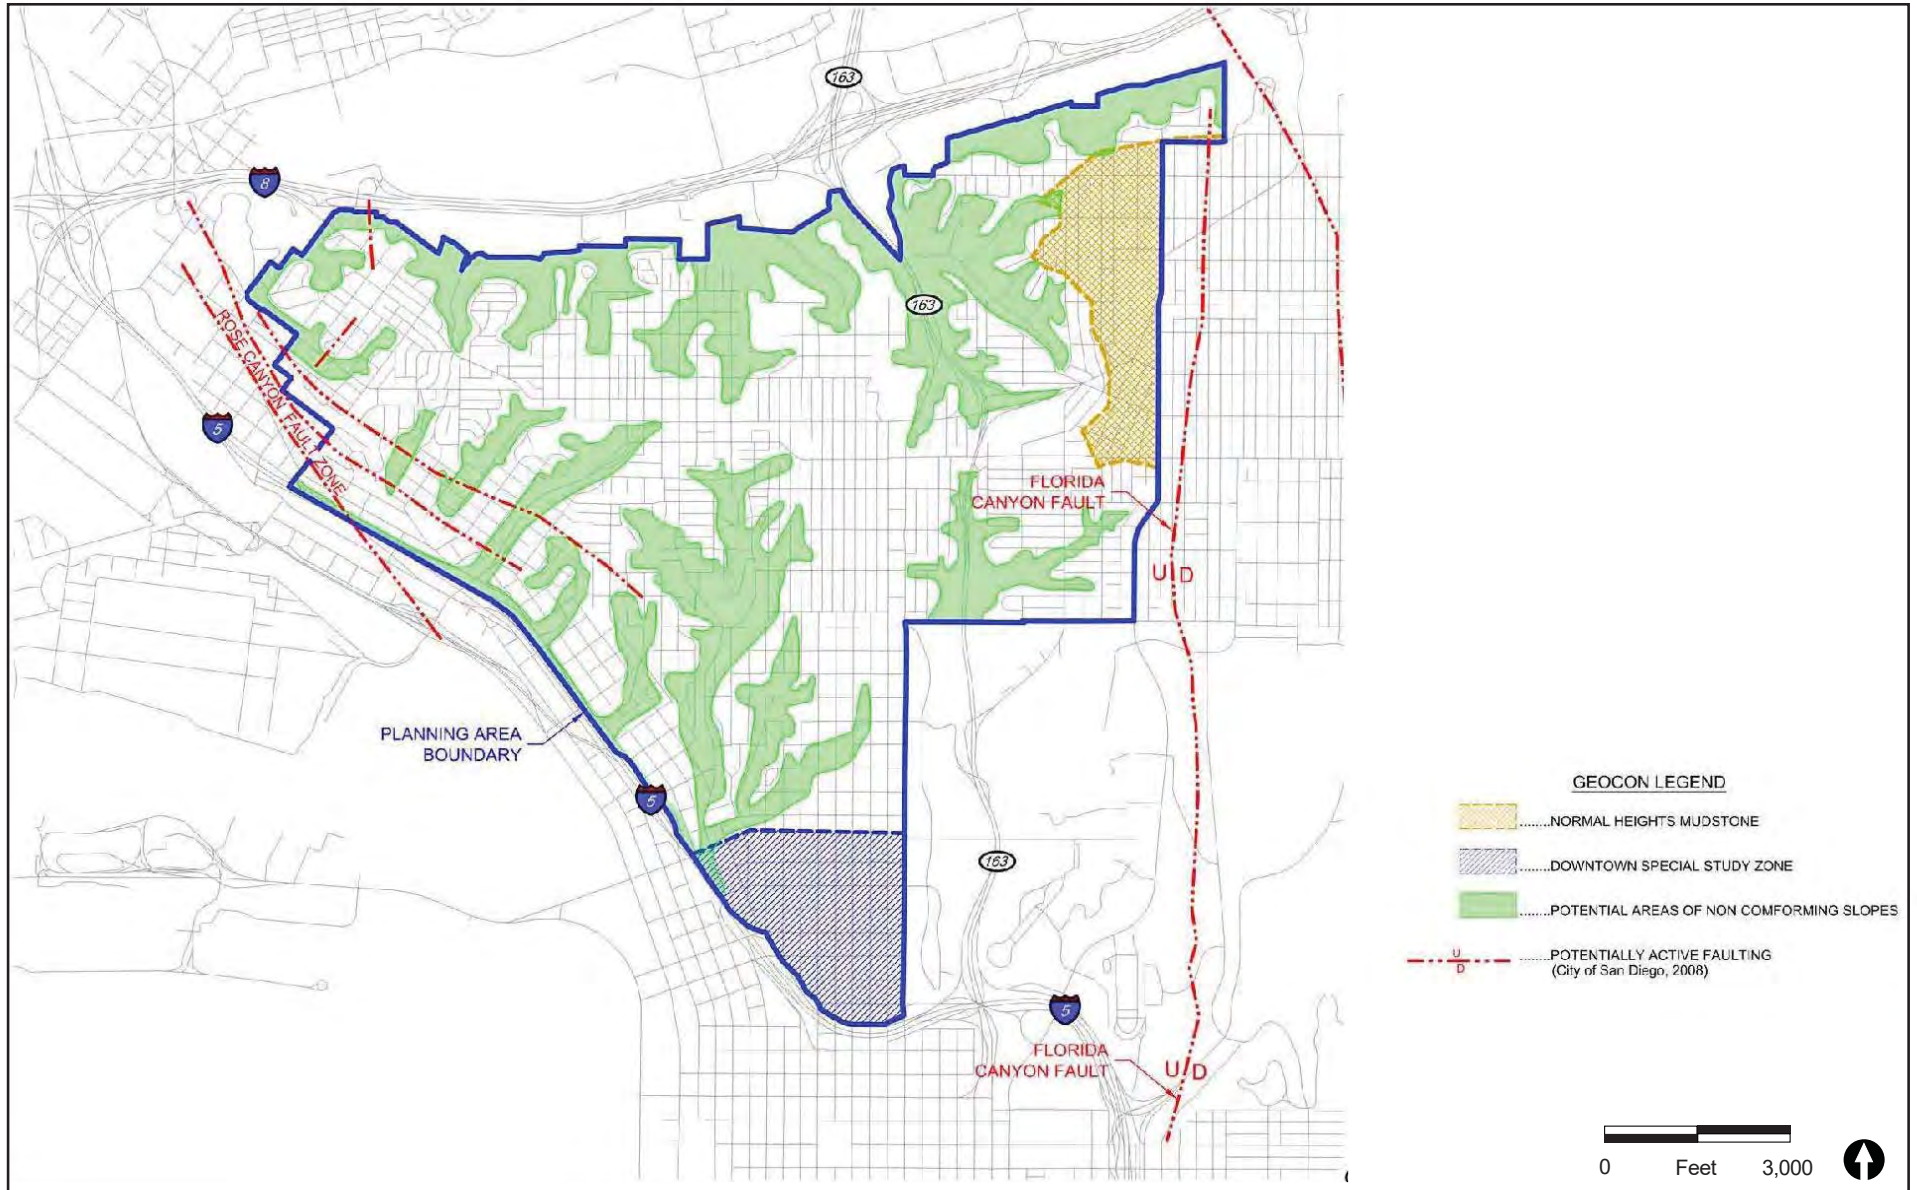 163
8
163
ROSE CANYON FAULT ZONE
5
FLORIDA
CANYON FAULT
U D
PLANNING AREA
BOUNDARY
5
163
GEOCON LEGEND
........NORMAL HEIGHTS MUDSTONE
........DOWNTOWN SPECIAL STUDY ZONE
........POTENTIAL AREAS OF NON COMFORMING SLOPES
U
D
........POTENTIALLY ACTIVE FAULTING
(City of San Diego, 2008)
5
FLORIDA
CANYON FAULT
U D
0 Feet 3,000